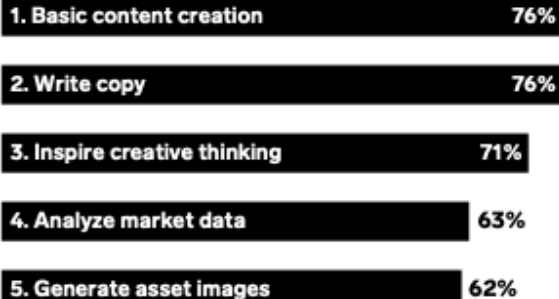 1. Basic content creation 76%
2. Write copy 76%
3. Inspire creative thinking 71%
4. Analyze market data 63%
5. Generate asset images 62%